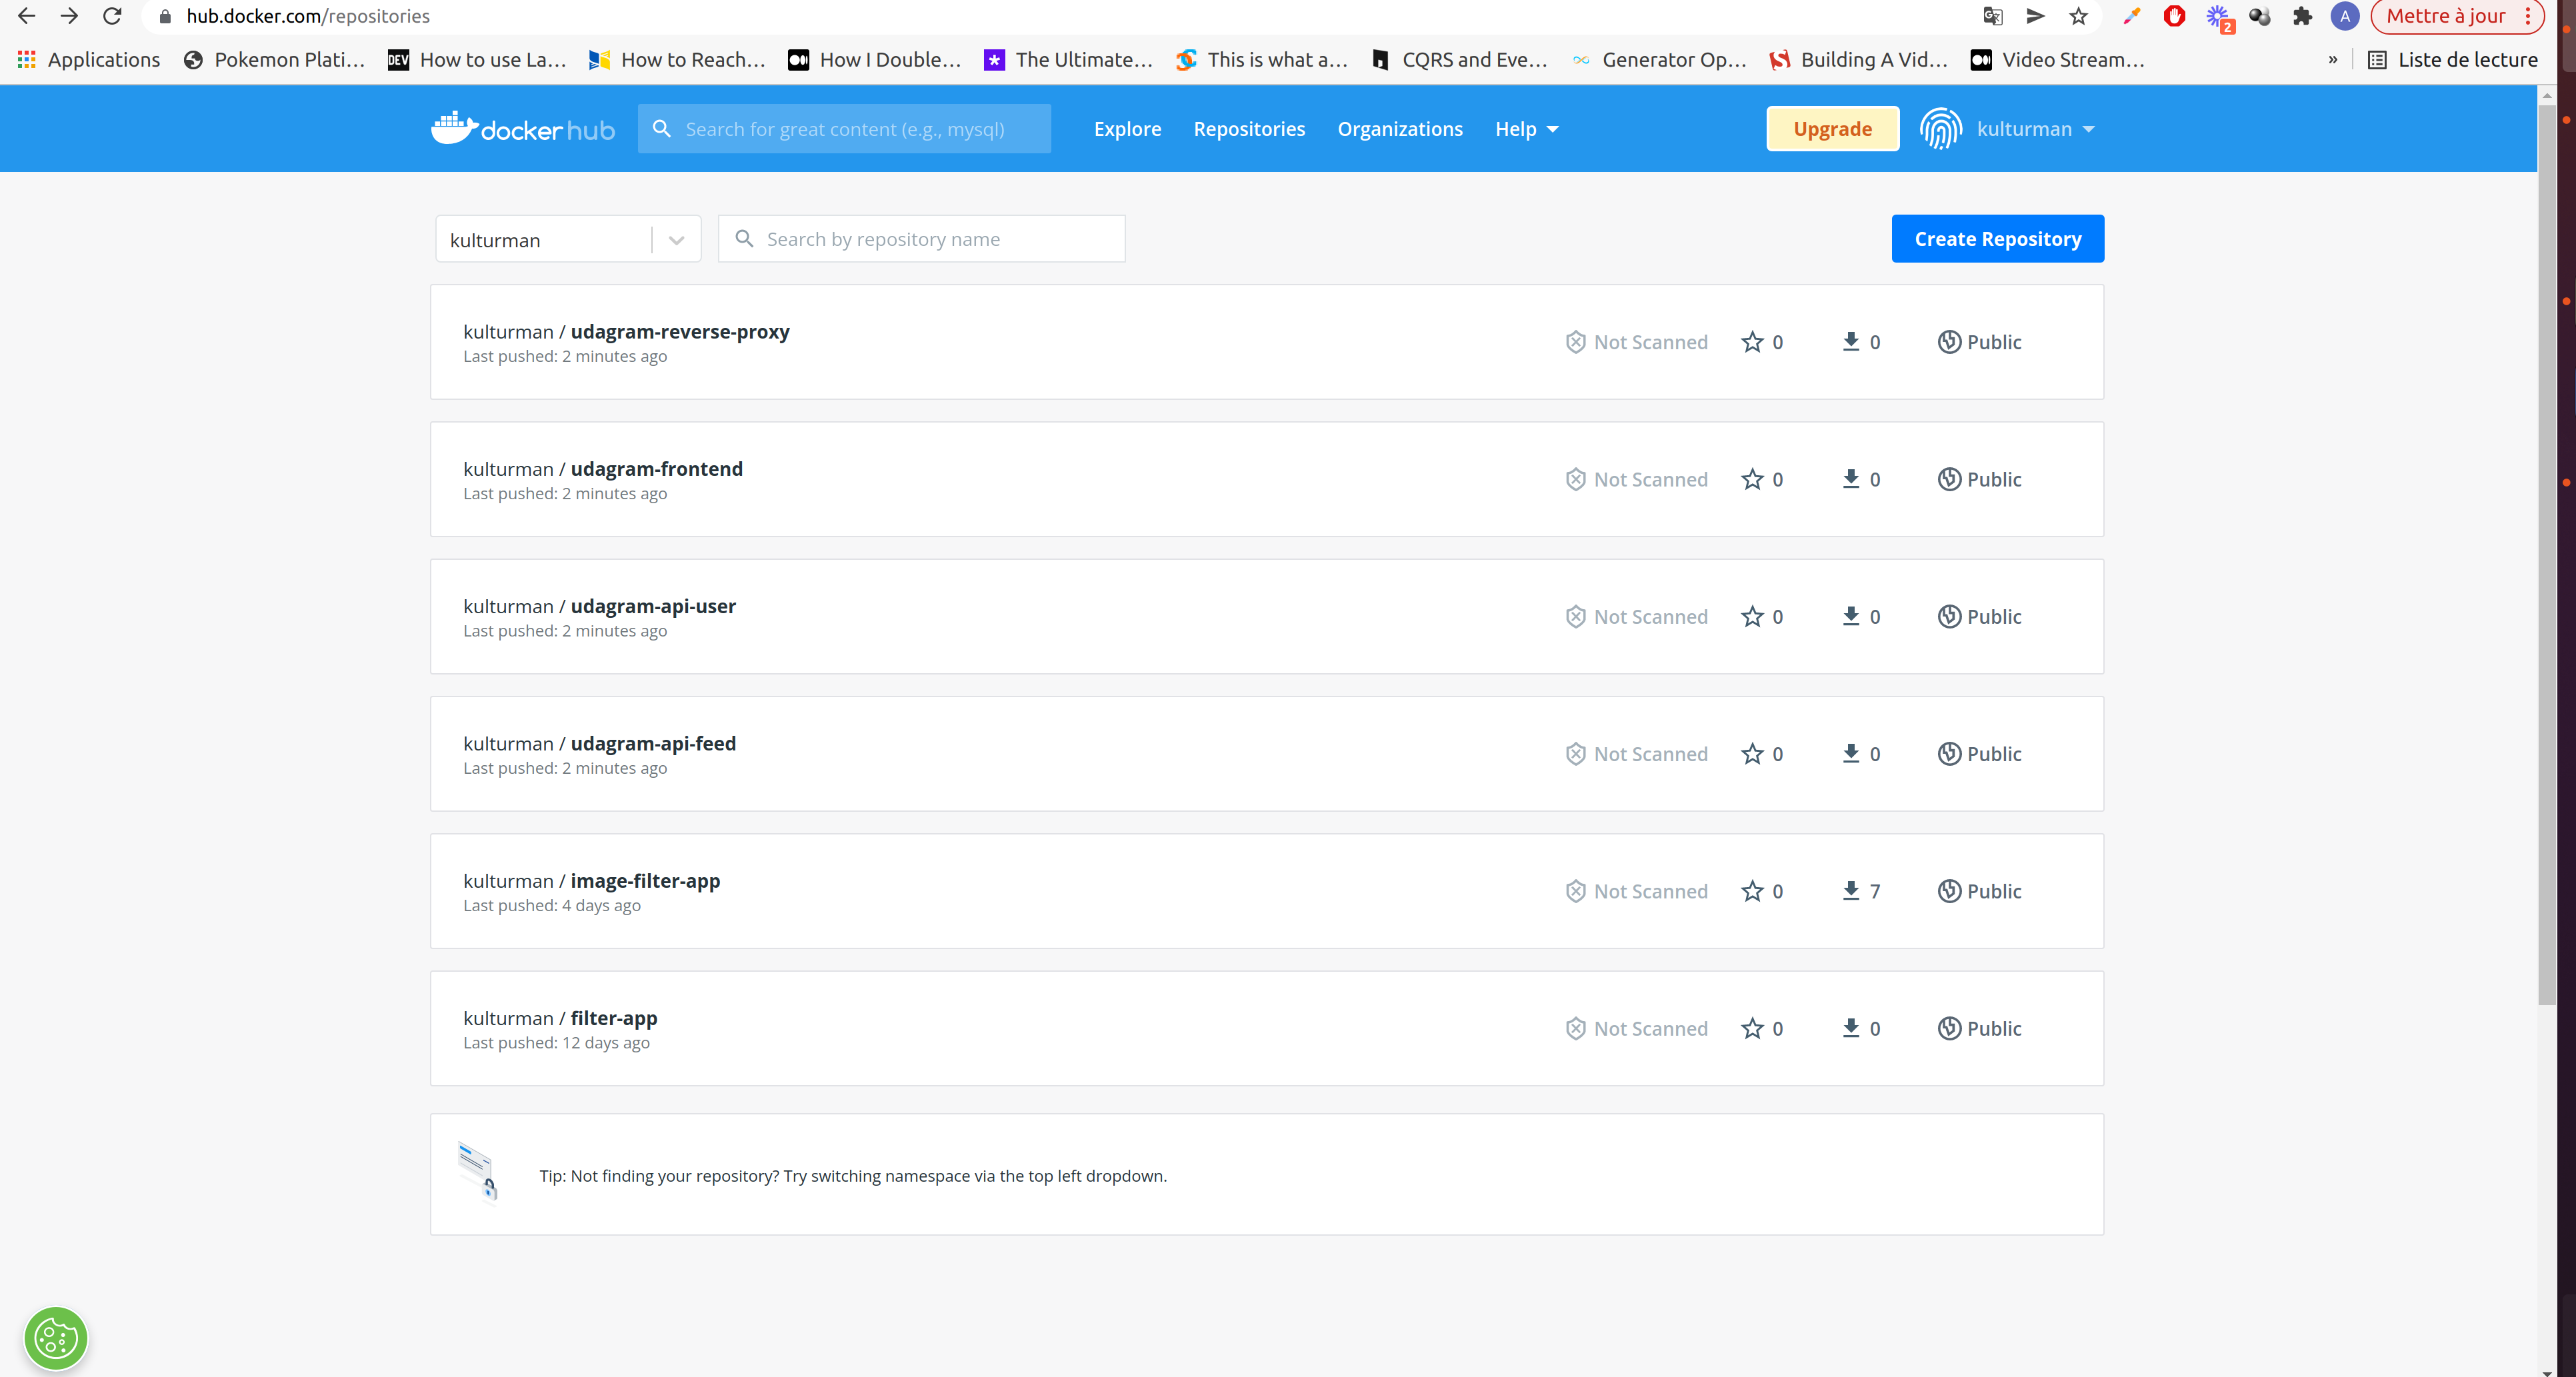 hub.docker.com/repositories
2
A
Mettre à jour
Applications
Pokemon Plati...
DEV
How to use La...
How to Reach...
How I Double...
The Ultimate...
This is what a...
CQRS and Eve...
Generator Op...
Building A Vid...
Video Stream...
»
Liste de lecture
docker hub
Search for great content (e.g., mysql)
Explore
Repositories
Organizations
Help
Upgrade
kulturman
kulturman
Search by repository name
Create Repository
kulturman / udagram-reverse-proxy
Last pushed: 2 minutes ago
Not Scanned
0
0
Public
kulturman / udagram-frontend
Last pushed: 2 minutes ago
Not Scanned
0
0
Public
kulturman / udagram-api-user
Last pushed: 2 minutes ago
Not Scanned
0
0
Public
kulturman / udagram-api-feed
Last pushed: 2 minutes ago
Not Scanned
0
0
Public
kulturman / image-filter-app
Last pushed: 4 days ago
Not Scanned
0
7
Public
kulturman / filter-app
Last pushed: 12 days ago
Not Scanned
0
0
Public
Tip: Not finding your repository? Try switching namespace via the top left dropdown.